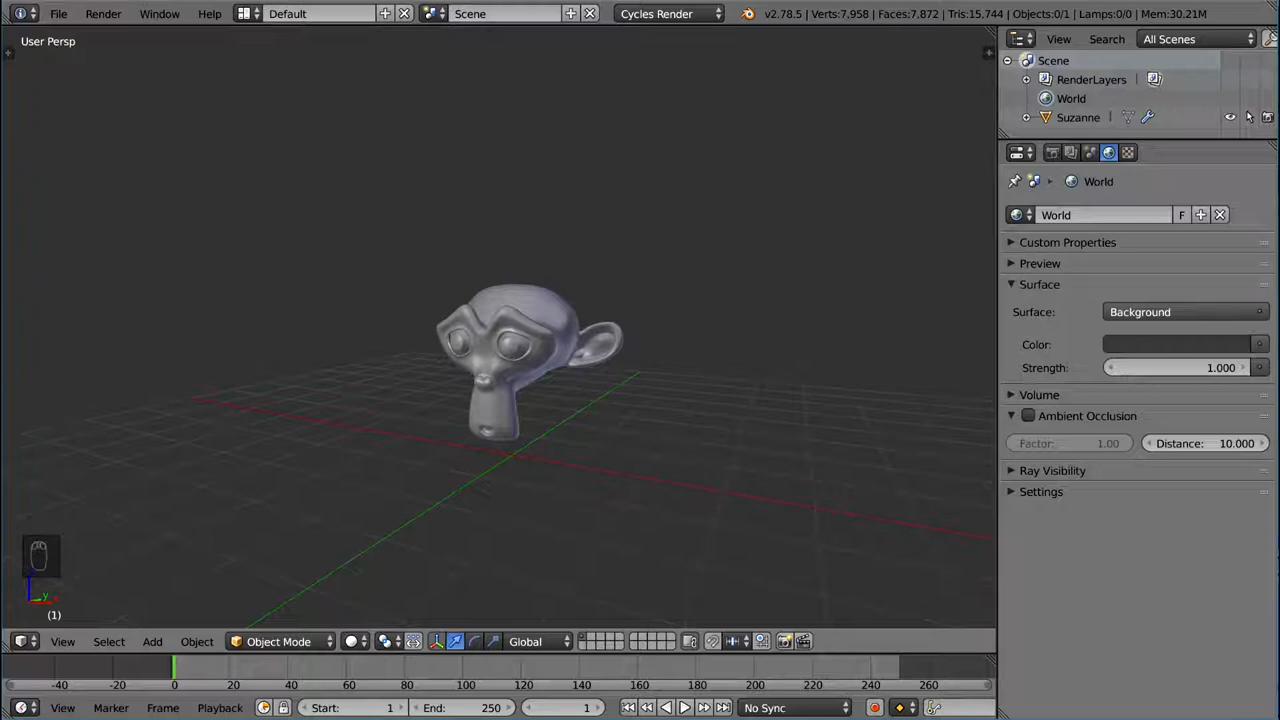 File Render Window Help Default Scene Cycles Render v2.78.5 | Verts:7,958 | Faces:7,872 | Tris:15,744 | Objects:0/1 | Lamps:0/0 | Mem:30.21M
User Persp
View Search All Scenes
Scene
RenderLayers
World
Suzanne
World
World F
Custom Properties
Preview
Surface
Surface: Background
Color:
Strength: 1.000
Volume
Ambient Occlusion
Factor: 1.00 Distance: 10.000
Ray Visibility
Settings
z
y x
(1)
View Select Add Object Object Mode Global
-40 -20 0 20 40 60 80 100 120 140 160 180 200 220 240 260
View Marker Frame Playback Start: 1 End: 250 1 No Sync